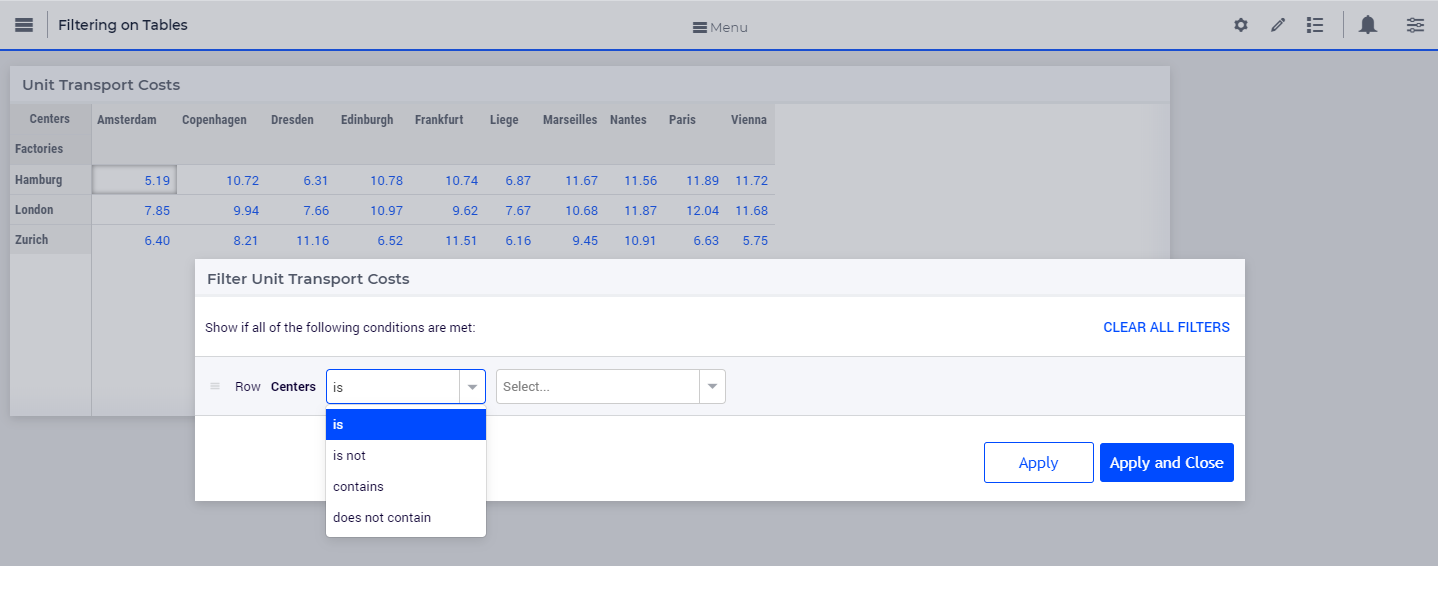 Filtering on Tables
Menu
Unit Transport Costs
Centers Amsterdam Copenhagen Dresden Edinburgh Frankfurt Liege Marseilles Nantes Paris Vienna
Factories
Hamburg 5.19 10.72 6.31 10.78 10.74 6.87 11.67 11.56 11.89 11.72
London 7.85 9.94 7.66 10.97 9.62 7.67 10.68 11.87 12.04 11.68
Zurich 6.40 8.21 11.16 6.52 11.51 6.16 9.45 10.91 6.63 5.75
Filter Unit Transport Costs
Show if all of the following conditions are met:
CLEAR ALL FILTERS
Row Centers is Select...
is
is not
contains
does not contain
Apply
Apply and Close